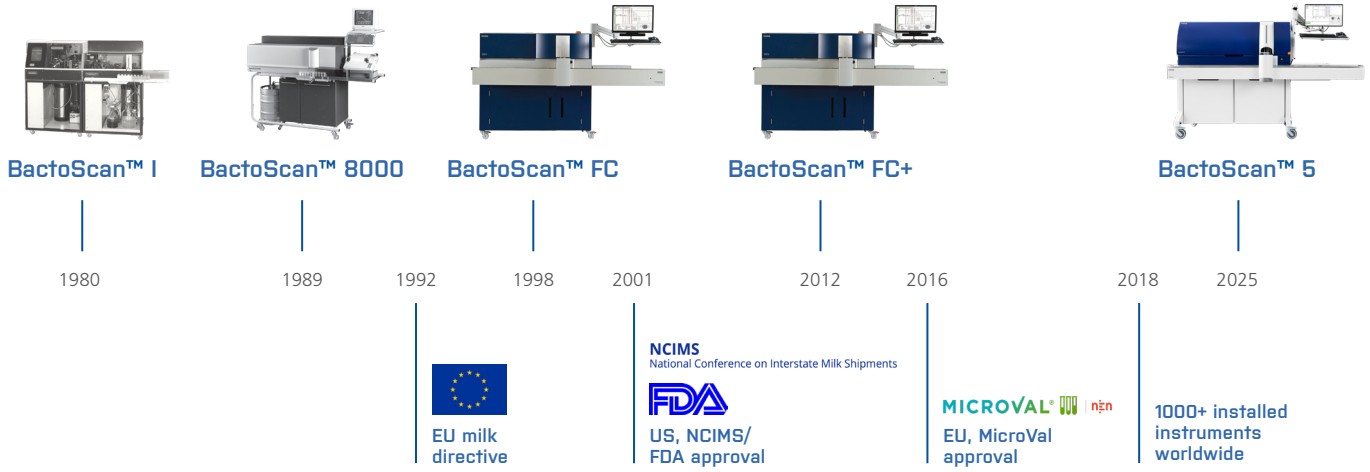 BactoScan™ I
BactoScan™ 8000
BactoScan™ FC
BactoScan™ FC+
BactoScan™ 5
1980
1989
1992
1998
2001
2012
2016
2018
2025
EU milk
directive
NCIMS
National Conference on Interstate Milk Shipments
FDA
US, NCIMS/
FDA approval
MICROVAL® nen
EU, MicroVal
approval
1000+ installed
instruments
worldwide